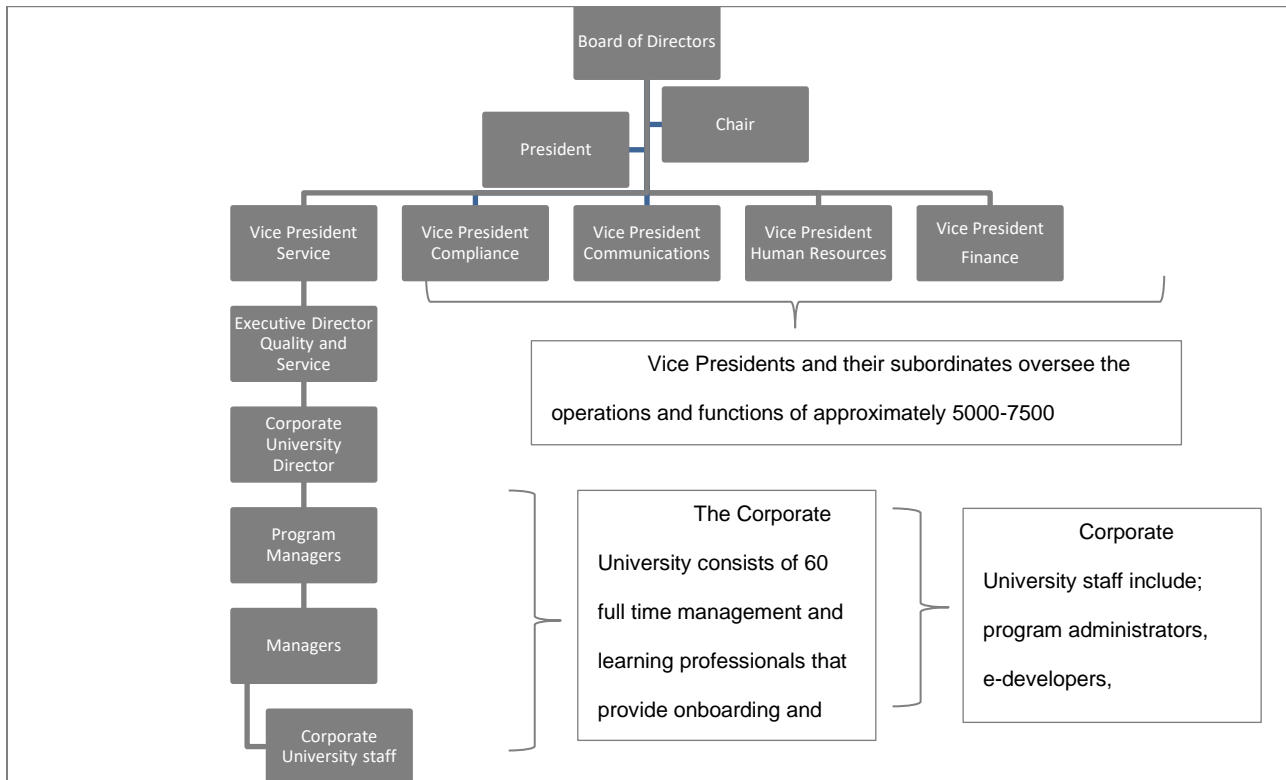 Board of Directors
Chair
President
Vice President
Service
Vice President
Compliance
Vice President
Communications
Vice President
Human Resources
Vice President
Finance
Executive Director
Quality and
Service
Vice Presidents and their subordinates oversee the
operations and functions of approximately 5000-7500
Corporate
University
Director
Program
Managers
Managers
Corporate
University staff
The Corporate
University consists of 60
full time management and
learning professionals that
provide onboarding and
Corporate
University staff include;
program administrators,
e-developers,